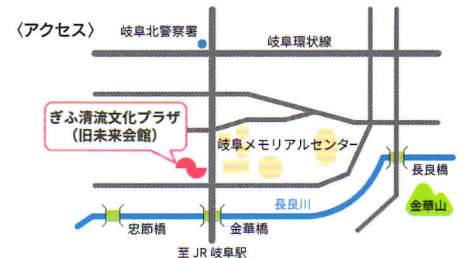 〈アクセス〉
岐阜北警察署
岐阜環状線
ぎふ清流文化プラザ
（旧未来会館）
岐阜メモリアルセンター
長良橋
長良川
金華山
忠節橋
金華橋
至JR岐阜駅